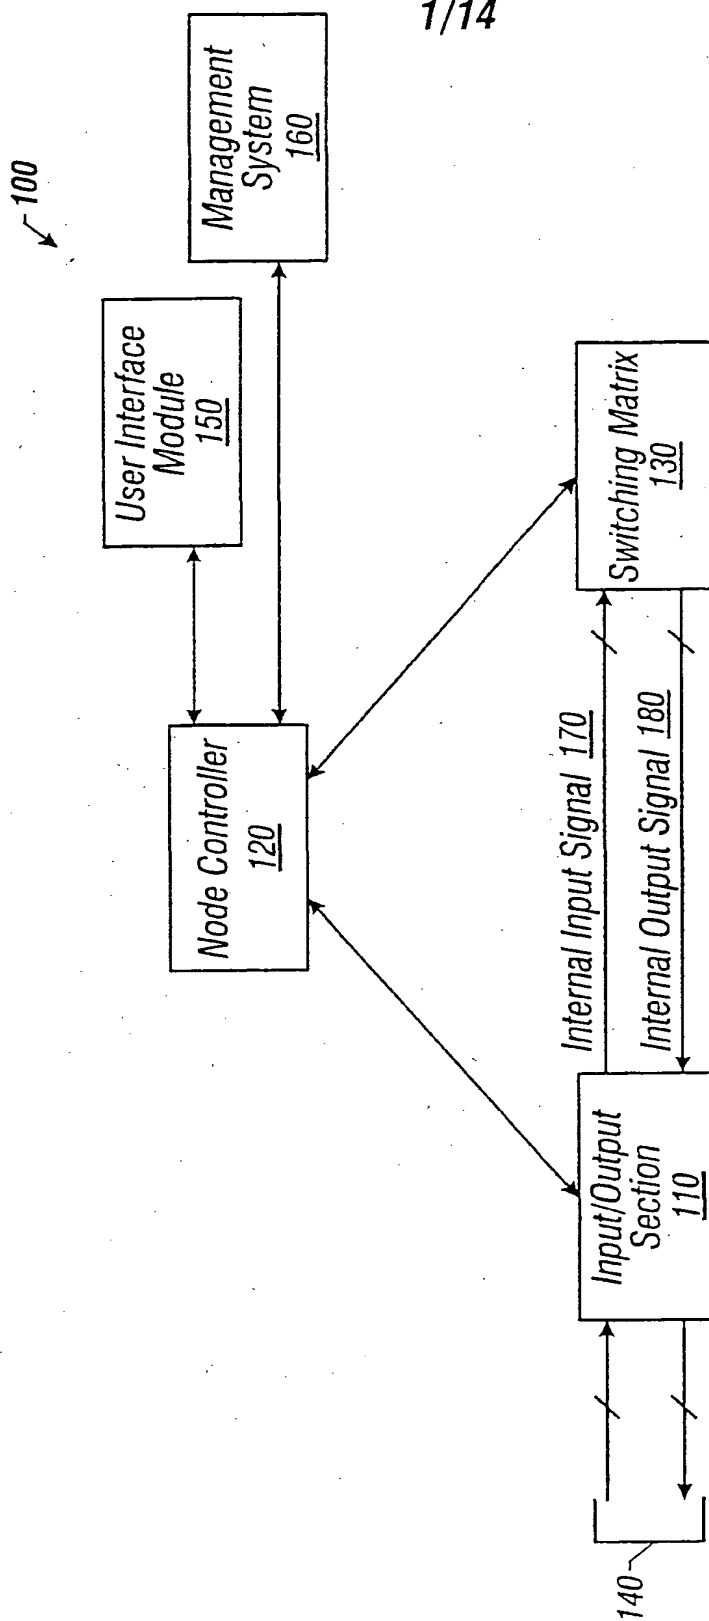 1/14
100
Management
System
160
User Interface
Module
150
Node Controller
120
Switching Matrix
130
Internal Input Signal 170
Internal Output Signal 180
Input/Output
Section
110
140